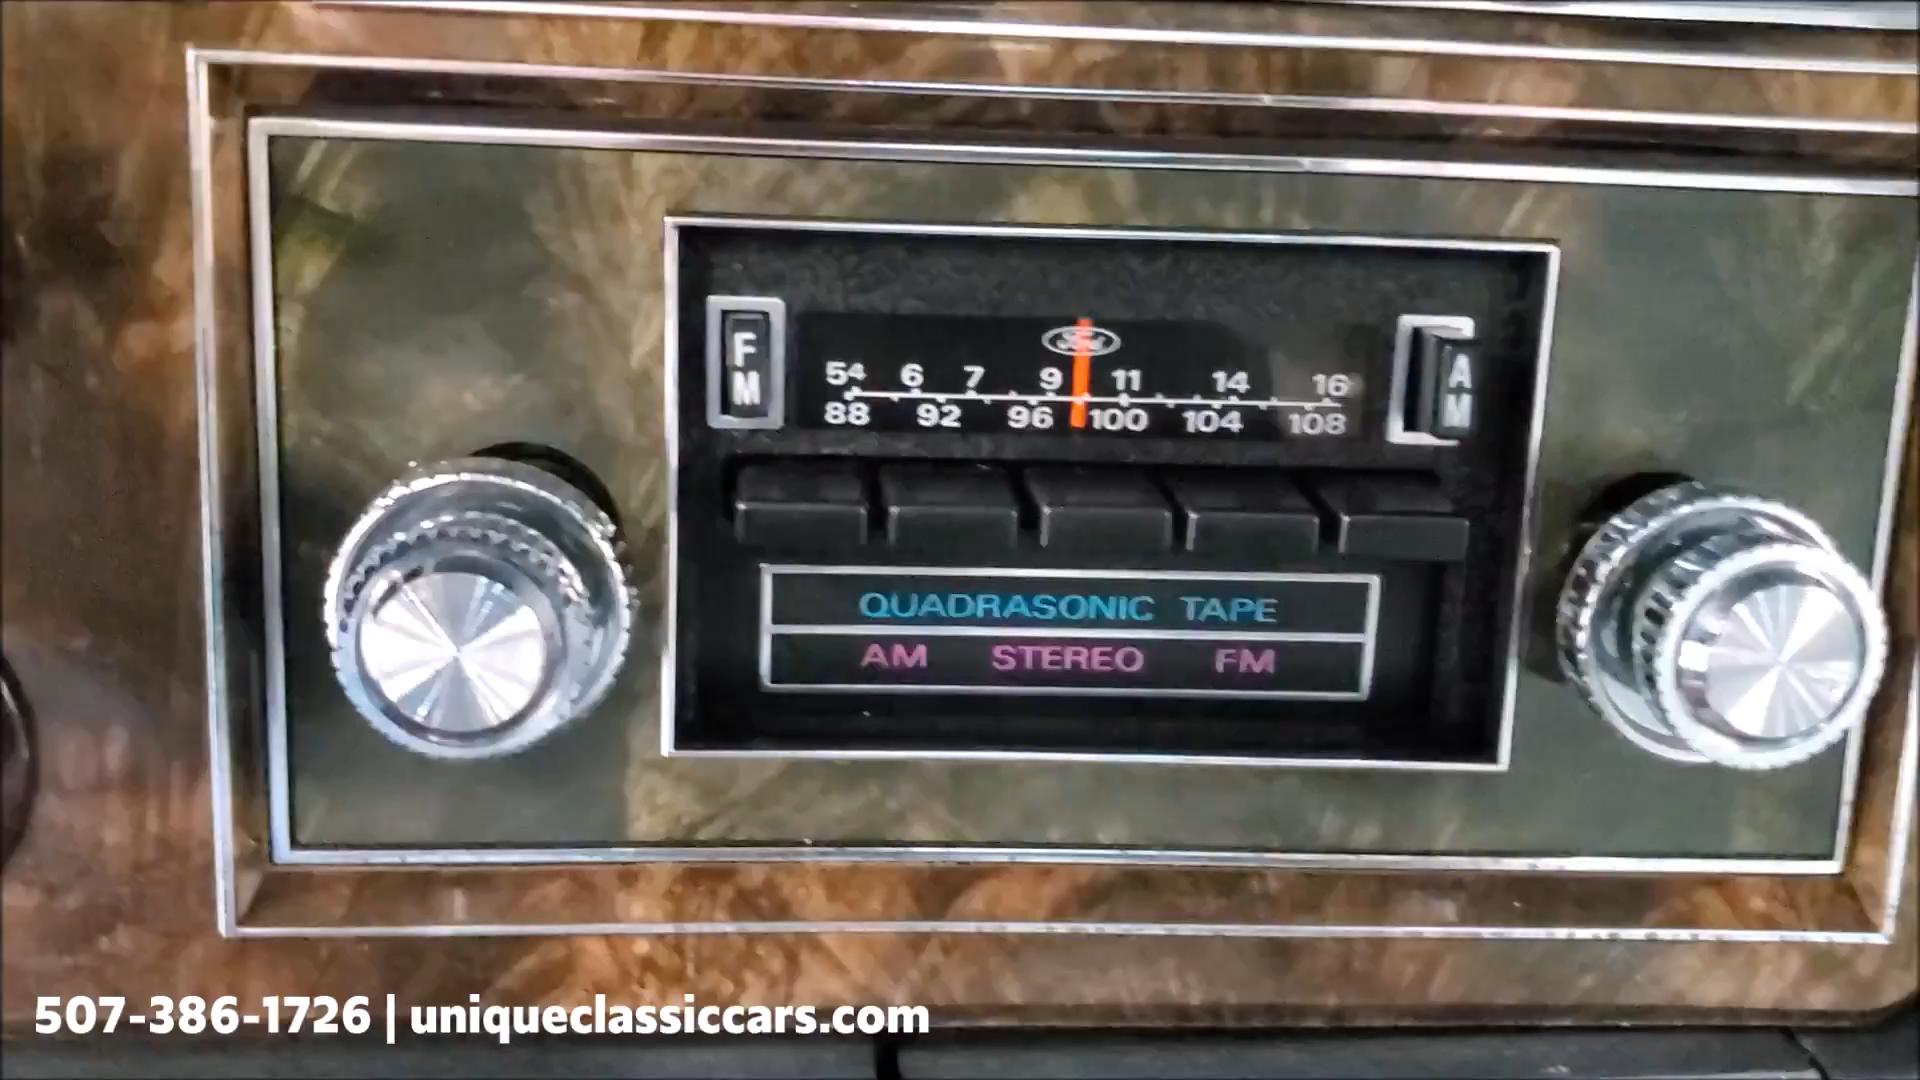 Ford
FM
AM
54 6 7 9 11 14 16
88 92 96 100 104 108
QUADRASONIC TAPE
AM STEREO FM
507-386-1726 | uniqueclassiccars.com